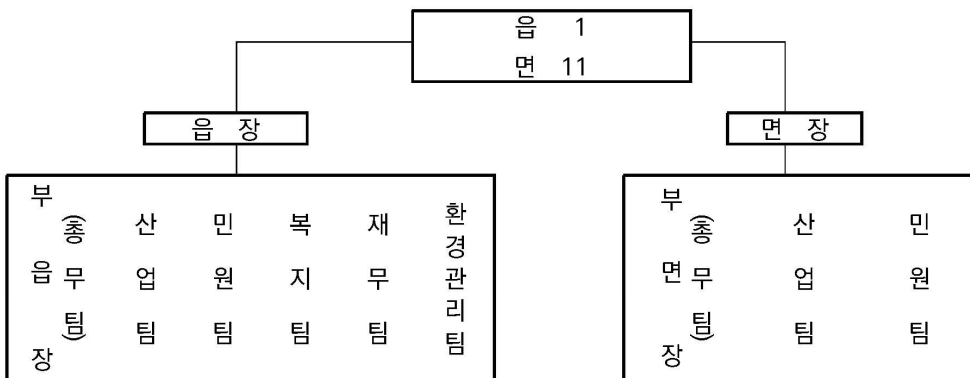 읍 1
면 11
읍 장
면 장
부읍장
(총무팀)
산업팀
민원팀
복지팀
재무팀
환경관리팀
부면장
(총무팀)
산업팀
민원팀